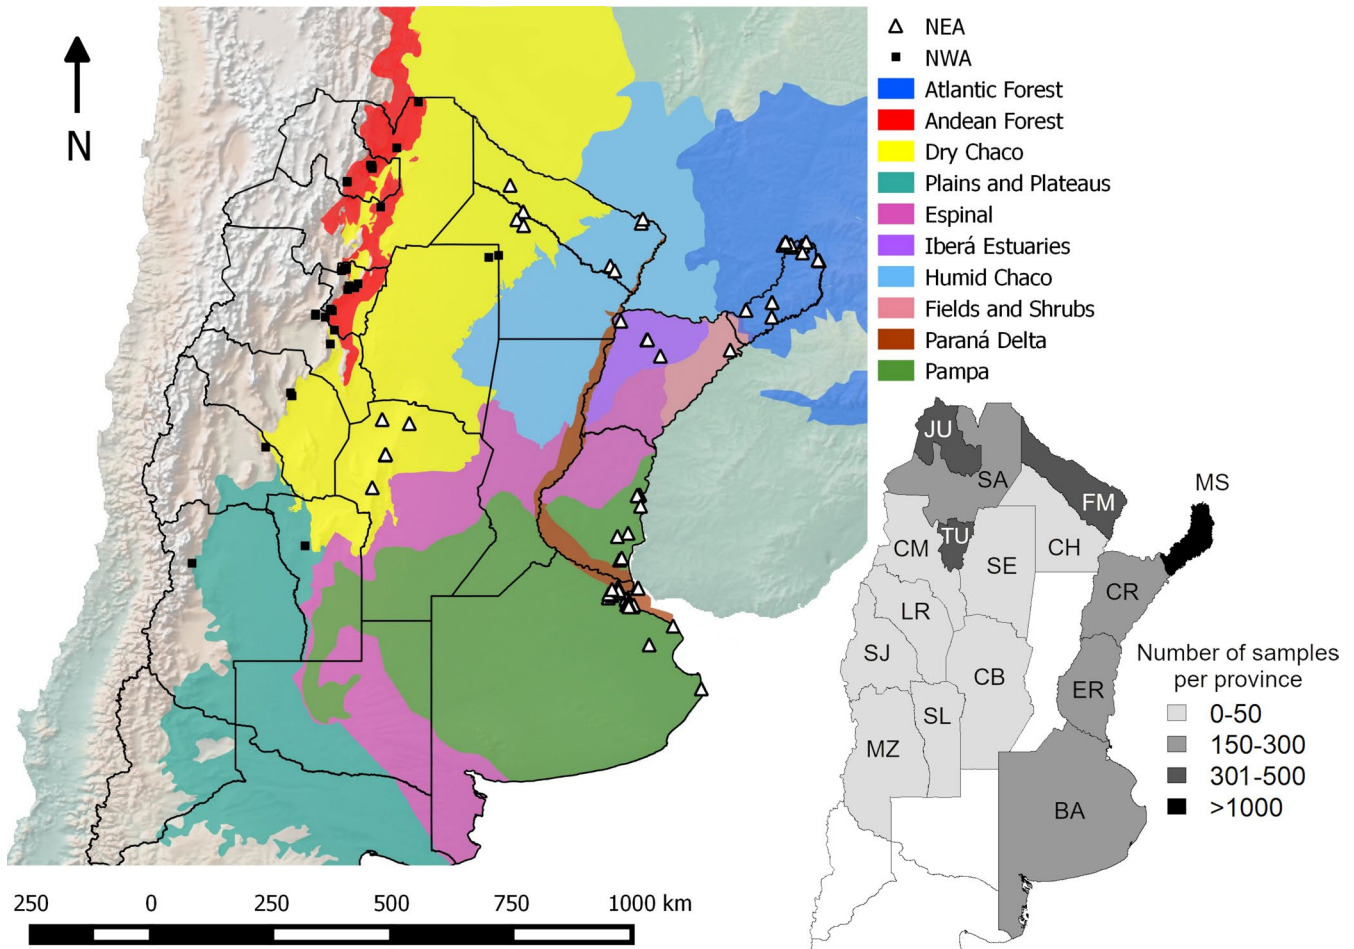 N
NEA
NWA
Atlantic Forest
Andean Forest
Dry Chaco
Plains and Plateaus
Espinal
Iberá Estuaries
Humid Chaco
Fields and Shrubs
Paraná Delta
Pampa
JU
SA
FM
MS
TU
CM
SE
CH
CR
LR
SJ
CB
ER
SL
MZ
BA
Number of samples
per province
0-50
150-300
301-500
>1000
250 0 250 500 750 1000 km